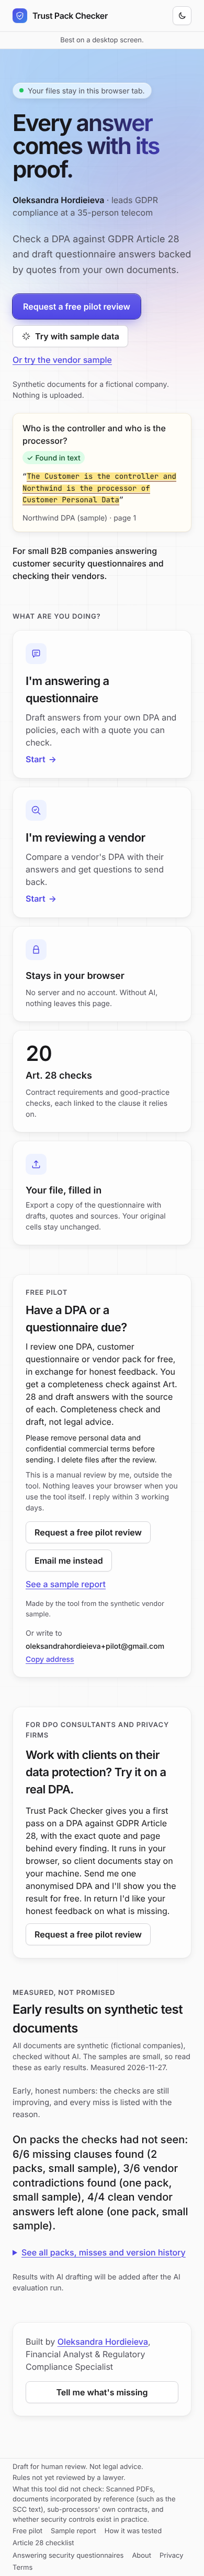 Trust Pack Checker
Best on a desktop screen.
Your files stay in this browser tab.
Every answer
comes with its
proof.
Oleksandra Hordieieva · leads GDPR
compliance at a 35-person telecom
Check a DPA against GDPR Article 28
and draft questionnaire answers backed
by quotes from your own documents.
Request a free pilot review
Try with sample data
Or try the vendor sample
Synthetic documents for a fictional company.
Nothing is uploaded.
Who is the controller and who is the
processor?
✓ Found in text
“The Customer is the controller and
Northwind is the processor of
Customer Personal Data”
Northwind DPA (sample) · page 1
For small B2B companies answering
customer security questionnaires and
checking their vendors.
WHAT ARE YOU DOING?
I'm answering a
questionnaire
Draft answers from your own DPA and
policies, each with a quote you can
check.
Start →
I'm reviewing a vendor
Compare a vendor's DPA with their
answers and get questions to send
back.
Start →
Stays in your browser
No server and no account. Without AI,
nothing leaves this page.
20
Art. 28 checks
Contract requirements and good-practice
checks, each linked to the clause it relies
on.
Your file, filled in
Export a copy of the questionnaire with
drafts, quotes and sources. Your original
cells stay unchanged.
FREE PILOT
Have a DPA or a
questionnaire due?
I review one DPA, customer
questionnaire or vendor pack for free,
in exchange for honest feedback. You
get a completeness check against Art.
28 and draft answers with the source
of each. Completeness check and
draft, not legal advice.
Please remove personal data and
confidential commercial terms before
sending. I delete files after the review.
This is a manual review by me, outside the
tool. Nothing leaves your browser when you
use the tool itself. I reply within 3 working
days.
Request a free pilot review
Email me instead
See a sample report
Made by the tool from the synthetic vendor
sample.
Or write to
oleksandrahordieieva+pilot@gmail.com
Copy address
FOR DPO CONSULTANTS AND PRIVACY
FIRMS
Work with clients on their
data protection? Try it on a
real DPA.
Trust Pack Checker gives you a first
pass on a DPA against GDPR Article
28, with the exact quote and page
behind every finding. It runs in your
browser, so client documents stay on
your machine. Send me one
anonymised DPA and I'll show you the
result for free. In return I'd like your
honest feedback on what is missing.
Request a free pilot review
MEASURED, NOT PROMISED
Early results on synthetic test
documents
All documents are synthetic (fictional companies),
checked without AI. The samples are small, so read
these as early results. Measured 2026-11-27.
Early, honest numbers: the checks are still
improving, and every miss is listed with the
reason.
On packs the checks had not seen:
6/6 missing clauses found (2
packs, small sample), 3/6 vendor
contradictions found (one pack,
small sample), 4/4 clean vendor
answers left alone (one pack, small
sample).
See all packs, misses and version history
Results with AI drafting will be added after the AI
evaluation run.
Built by Oleksandra Hordieieva,
Financial Analyst & Regulatory
Compliance Specialist
Tell me what's missing
Draft for human review. Not legal advice.
Rules not yet reviewed by a lawyer.
What this tool did not check: Scanned PDFs,
documents incorporated by reference (such as the
SCC text), sub-processors' own contracts, and
whether security controls exist in practice.
Free pilot Sample report How it was tested
Article 28 checklist
Answering security questionnaires About Privacy
Terms